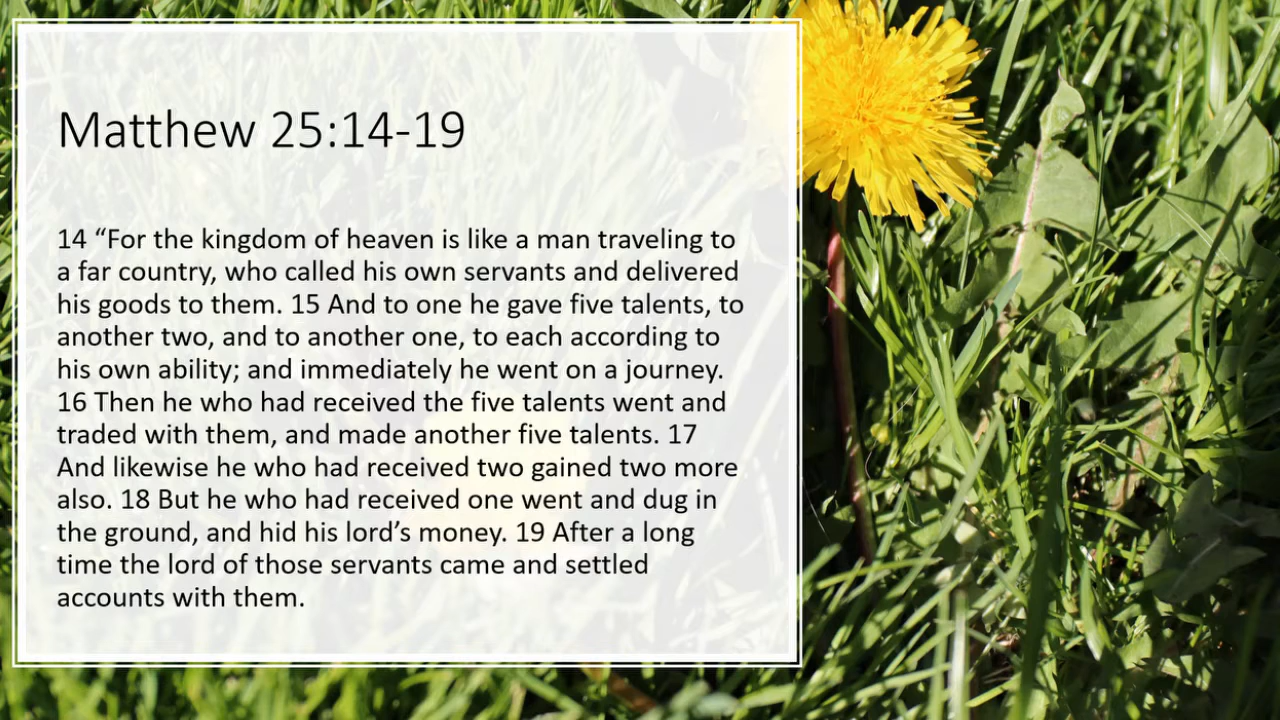 Matthew 25:14-19
14 “For the kingdom of heaven is like a man traveling to
a far country, who called his own servants and delivered
his goods to them. 15 And to one he gave five talents, to
another two, and to another one, to each according to
his own ability; and immediately he went on a journey.
16 Then he who had received the five talents went and
traded with them, and made another five talents. 17
And likewise he who had received two gained two more
also. 18 But he who had received one went and dug in
the ground, and hid his lord’s money. 19 After a long
time the lord of those servants came and settled
accounts with them.